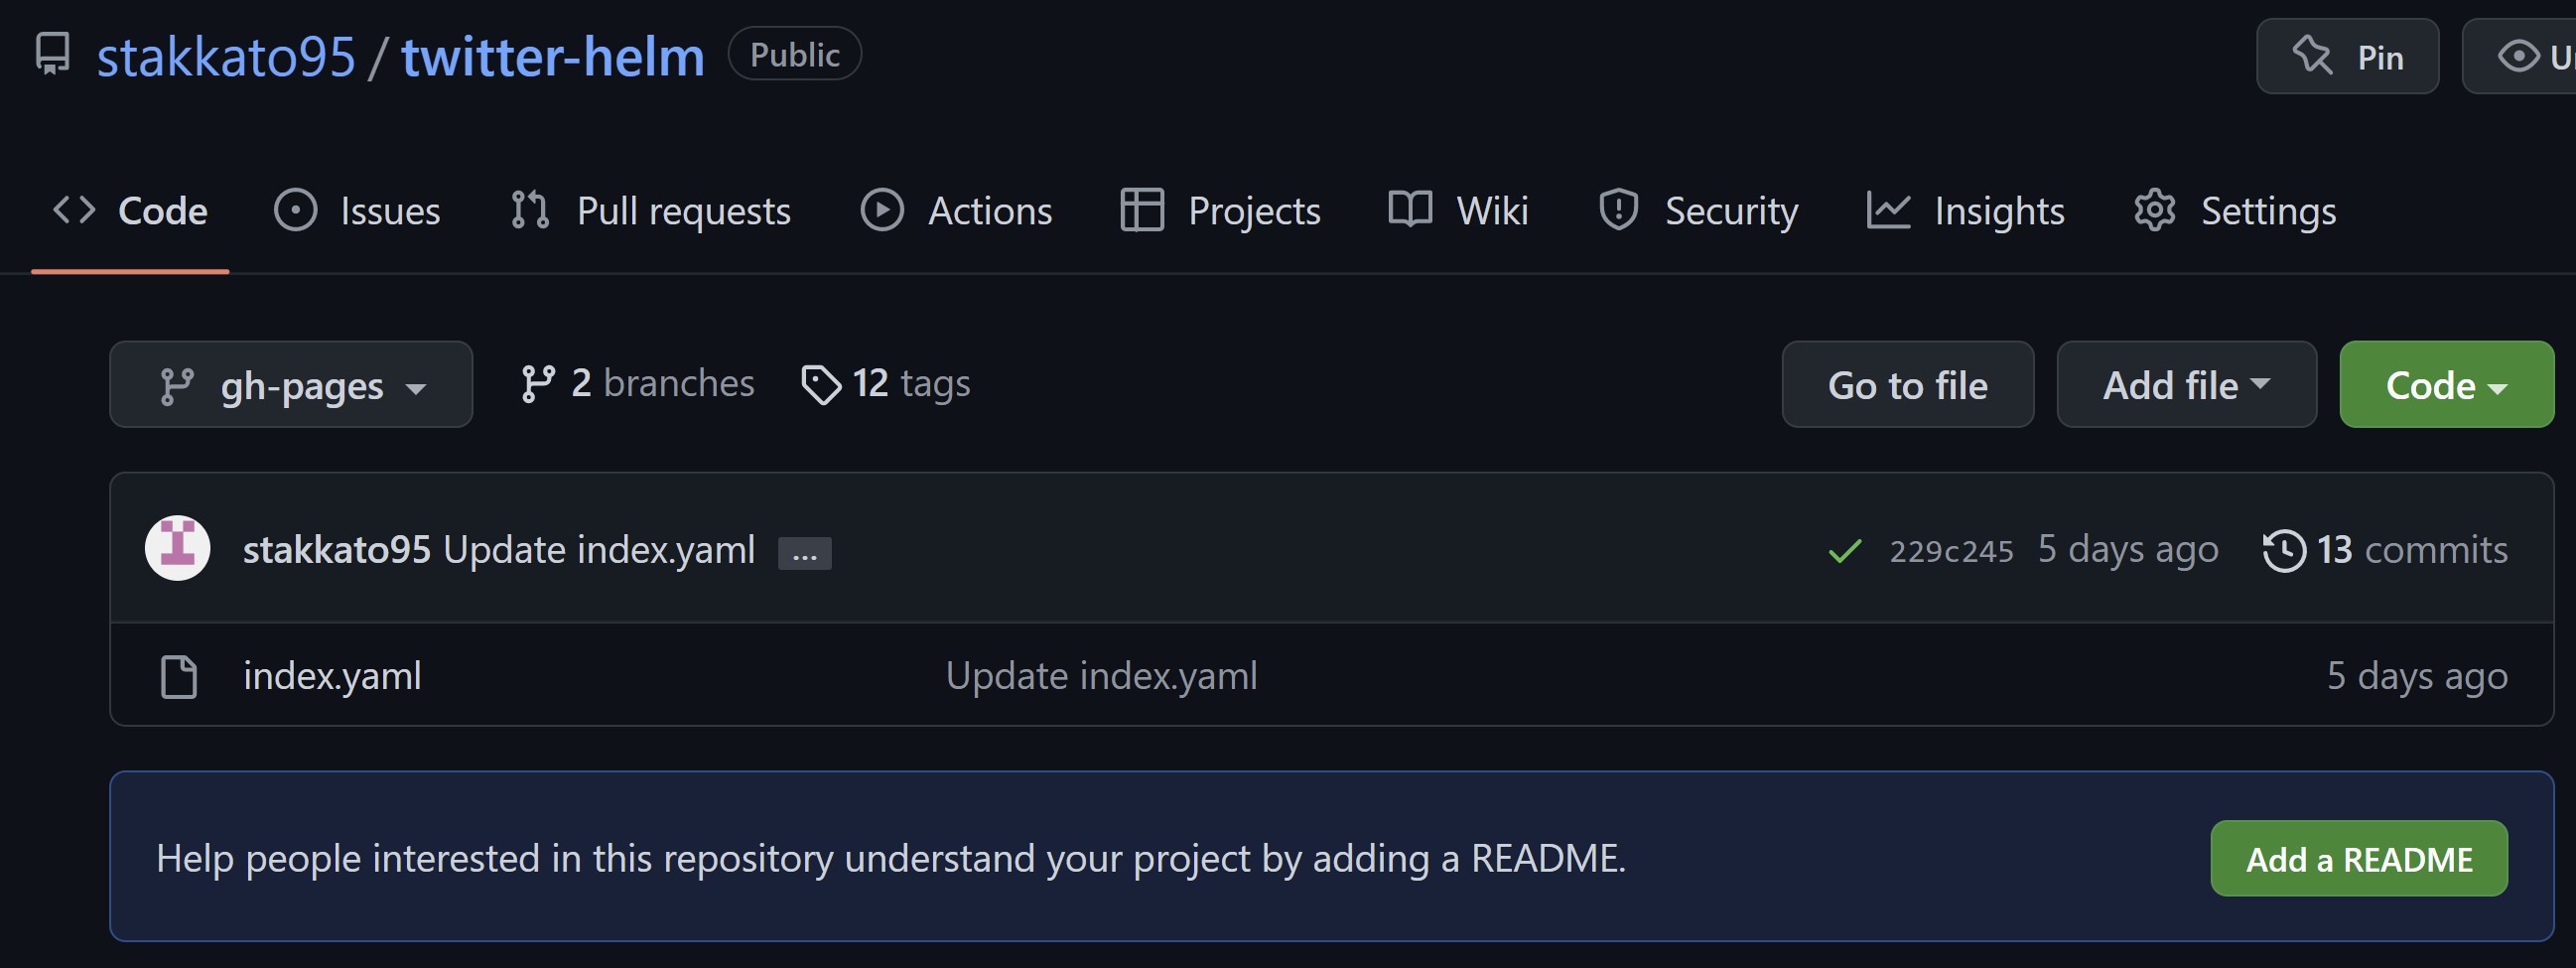 stakkato95 / twitter-helm Public Pin
Code Issues Pull requests Actions Projects Wiki Security Insights Settings
gh-pages 2 branches 12 tags Go to file Add file Code
stakkato95 Update index.yaml ... 229c245 5 days ago 13 commits
index.yaml Update index.yaml 5 days ago
Help people interested in this repository understand your project by adding a README. Add a README